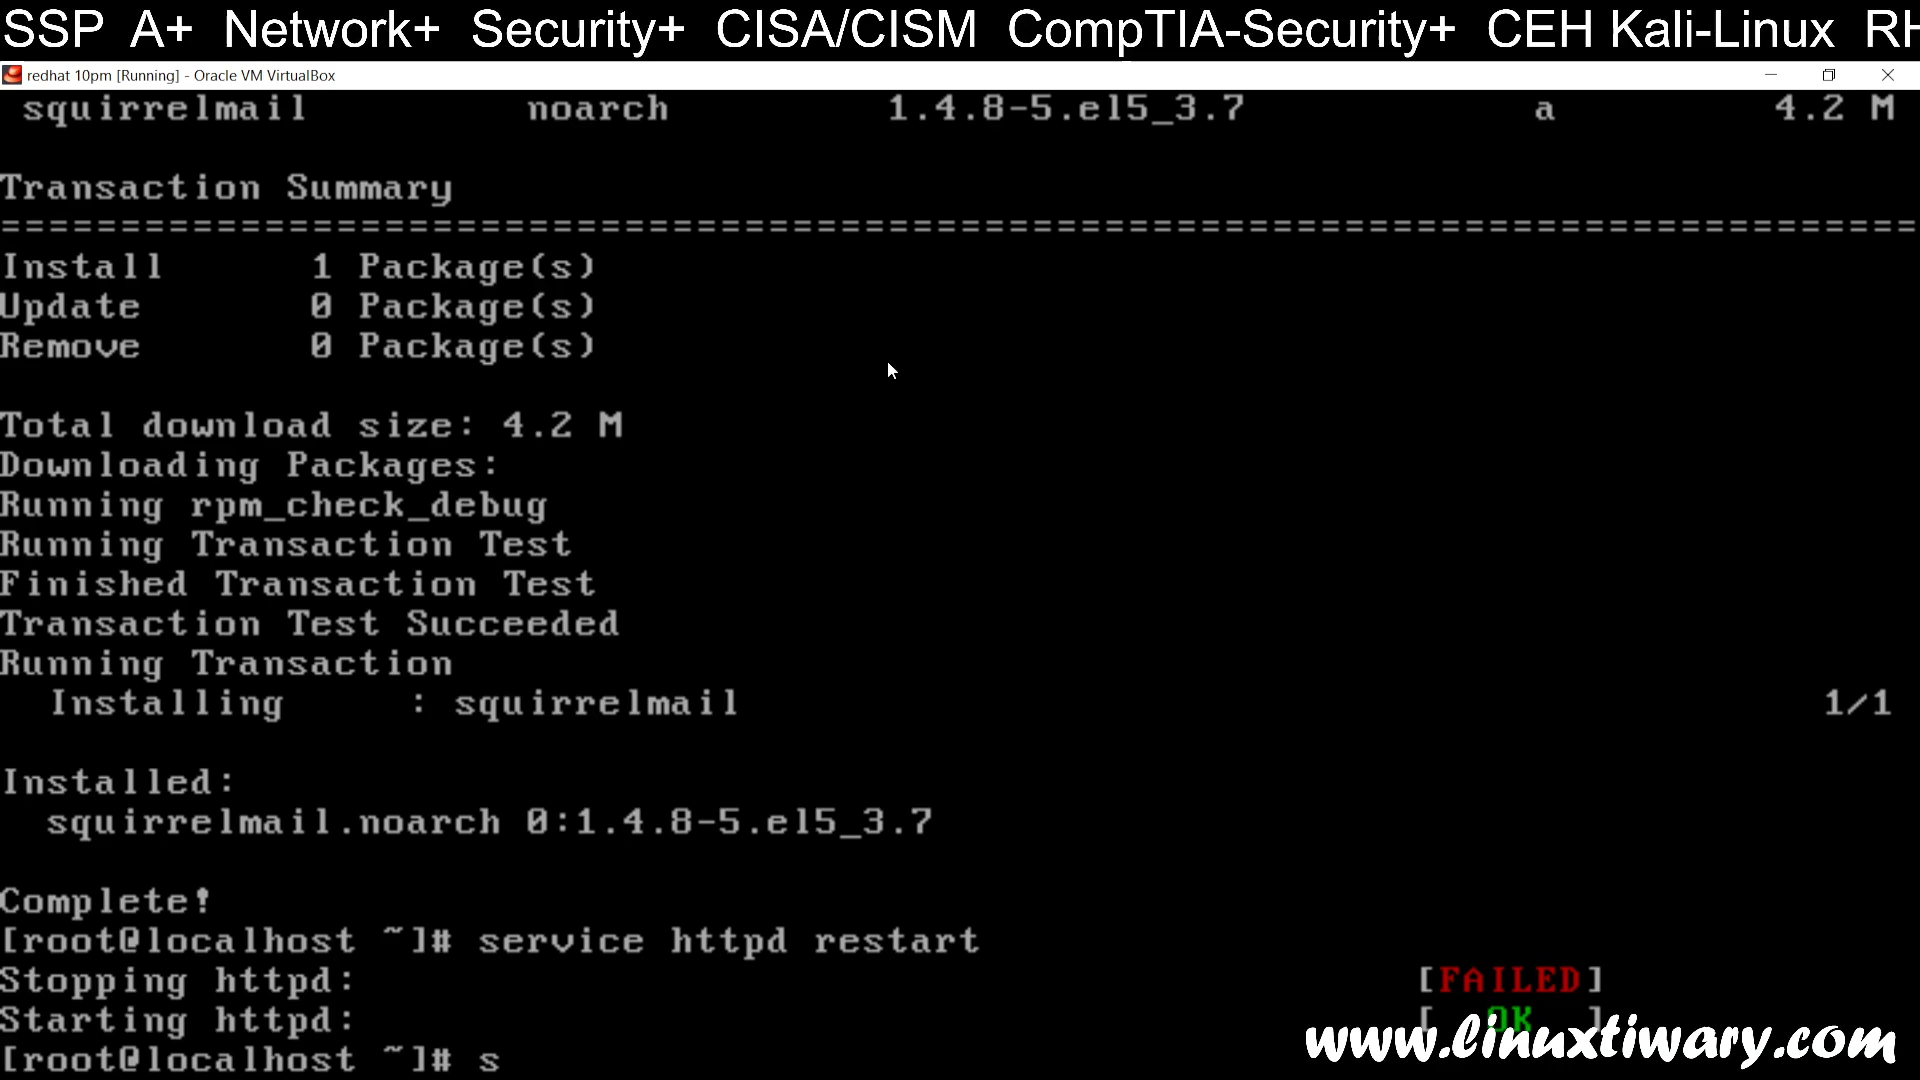 SSP A+ Network+ Security+ CISA/CISM CompTIA-Security+ CEH Kali-Linux RH
redhat 10pm [Running] - Oracle VM VirtualBox
squirrelmail noarch 1.4.8-5.el5_3.7 a 4.2 M
Transaction Summary
================================================================================
Install 1 Package(s)
Update 0 Package(s)
Remove 0 Package(s)
Total download size: 4.2 M
Downloading Packages:
Running rpm_check_debug
Running Transaction Test
Finished Transaction Test
Transaction Test Succeeded
Running Transaction
Installing : squirrelmail 1/1
Installed:
squirrelmail.noarch 0:1.4.8-5.el5_3.7
Complete!
[root@localhost ~]# service httpd restart
Stopping httpd: [FAILED]
Starting httpd: [ OK ]
[root@localhost ~]# s
www.linuxtiwary.com